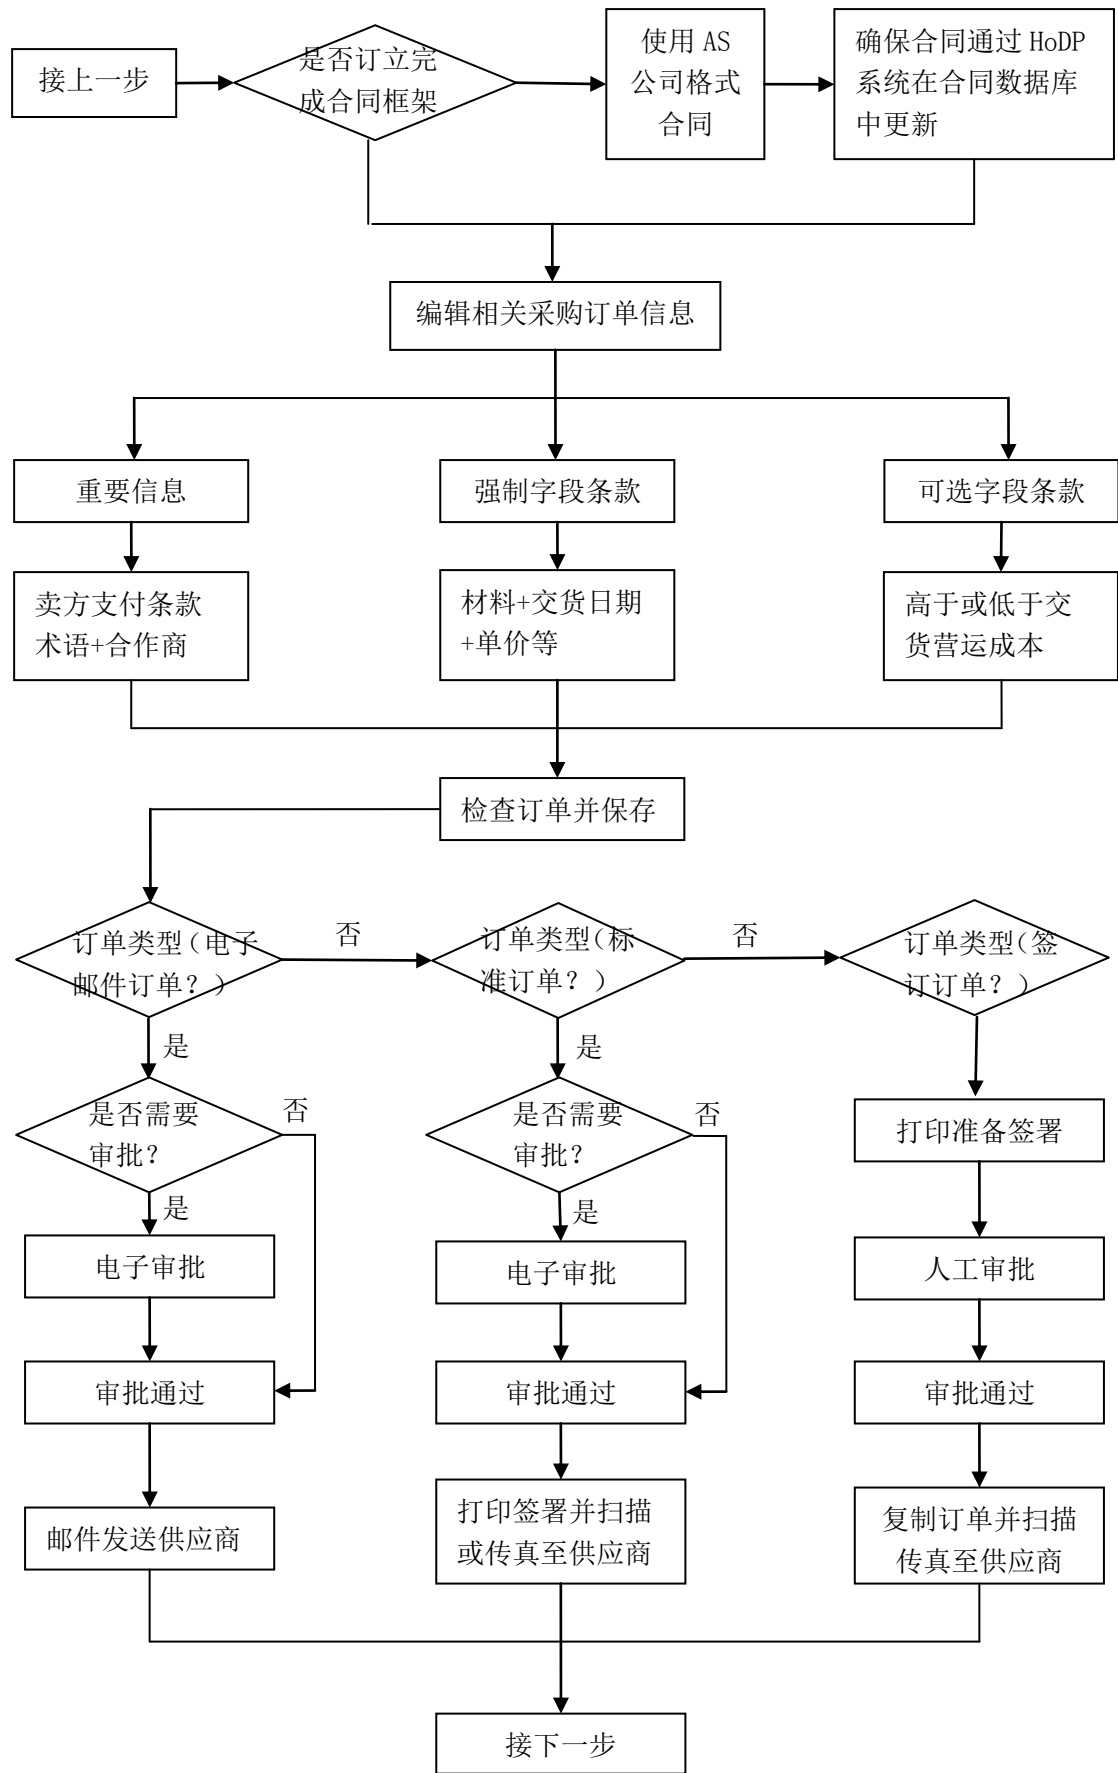 接上一步
是否订立完
成合同框架
使用 AS
公司格式
合同
确保合同通过 HoDP
系统在合同数据库
中更新
编辑相关采购订单信息
重要信息
强制字段条款
可选字段条款
卖方支付条款
术语+合作商
材料+交货日期
+单价等
高于或低于交
货营运成本
检查订单并保存
订单类型（电子
邮件订单？）
否
订单类型（标
准订单？）
否
订单类型（签
订订单？）
是
是
是否需要
审批？
否
是否需要
审批？
否
打印准备签署
是
是
电子审批
电子审批
人工审批
审批通过
审批通过
审批通过
邮件发送供应商
打印签署并扫描
或传真至供应商
复制订单并扫描
传真至供应商
接下一步